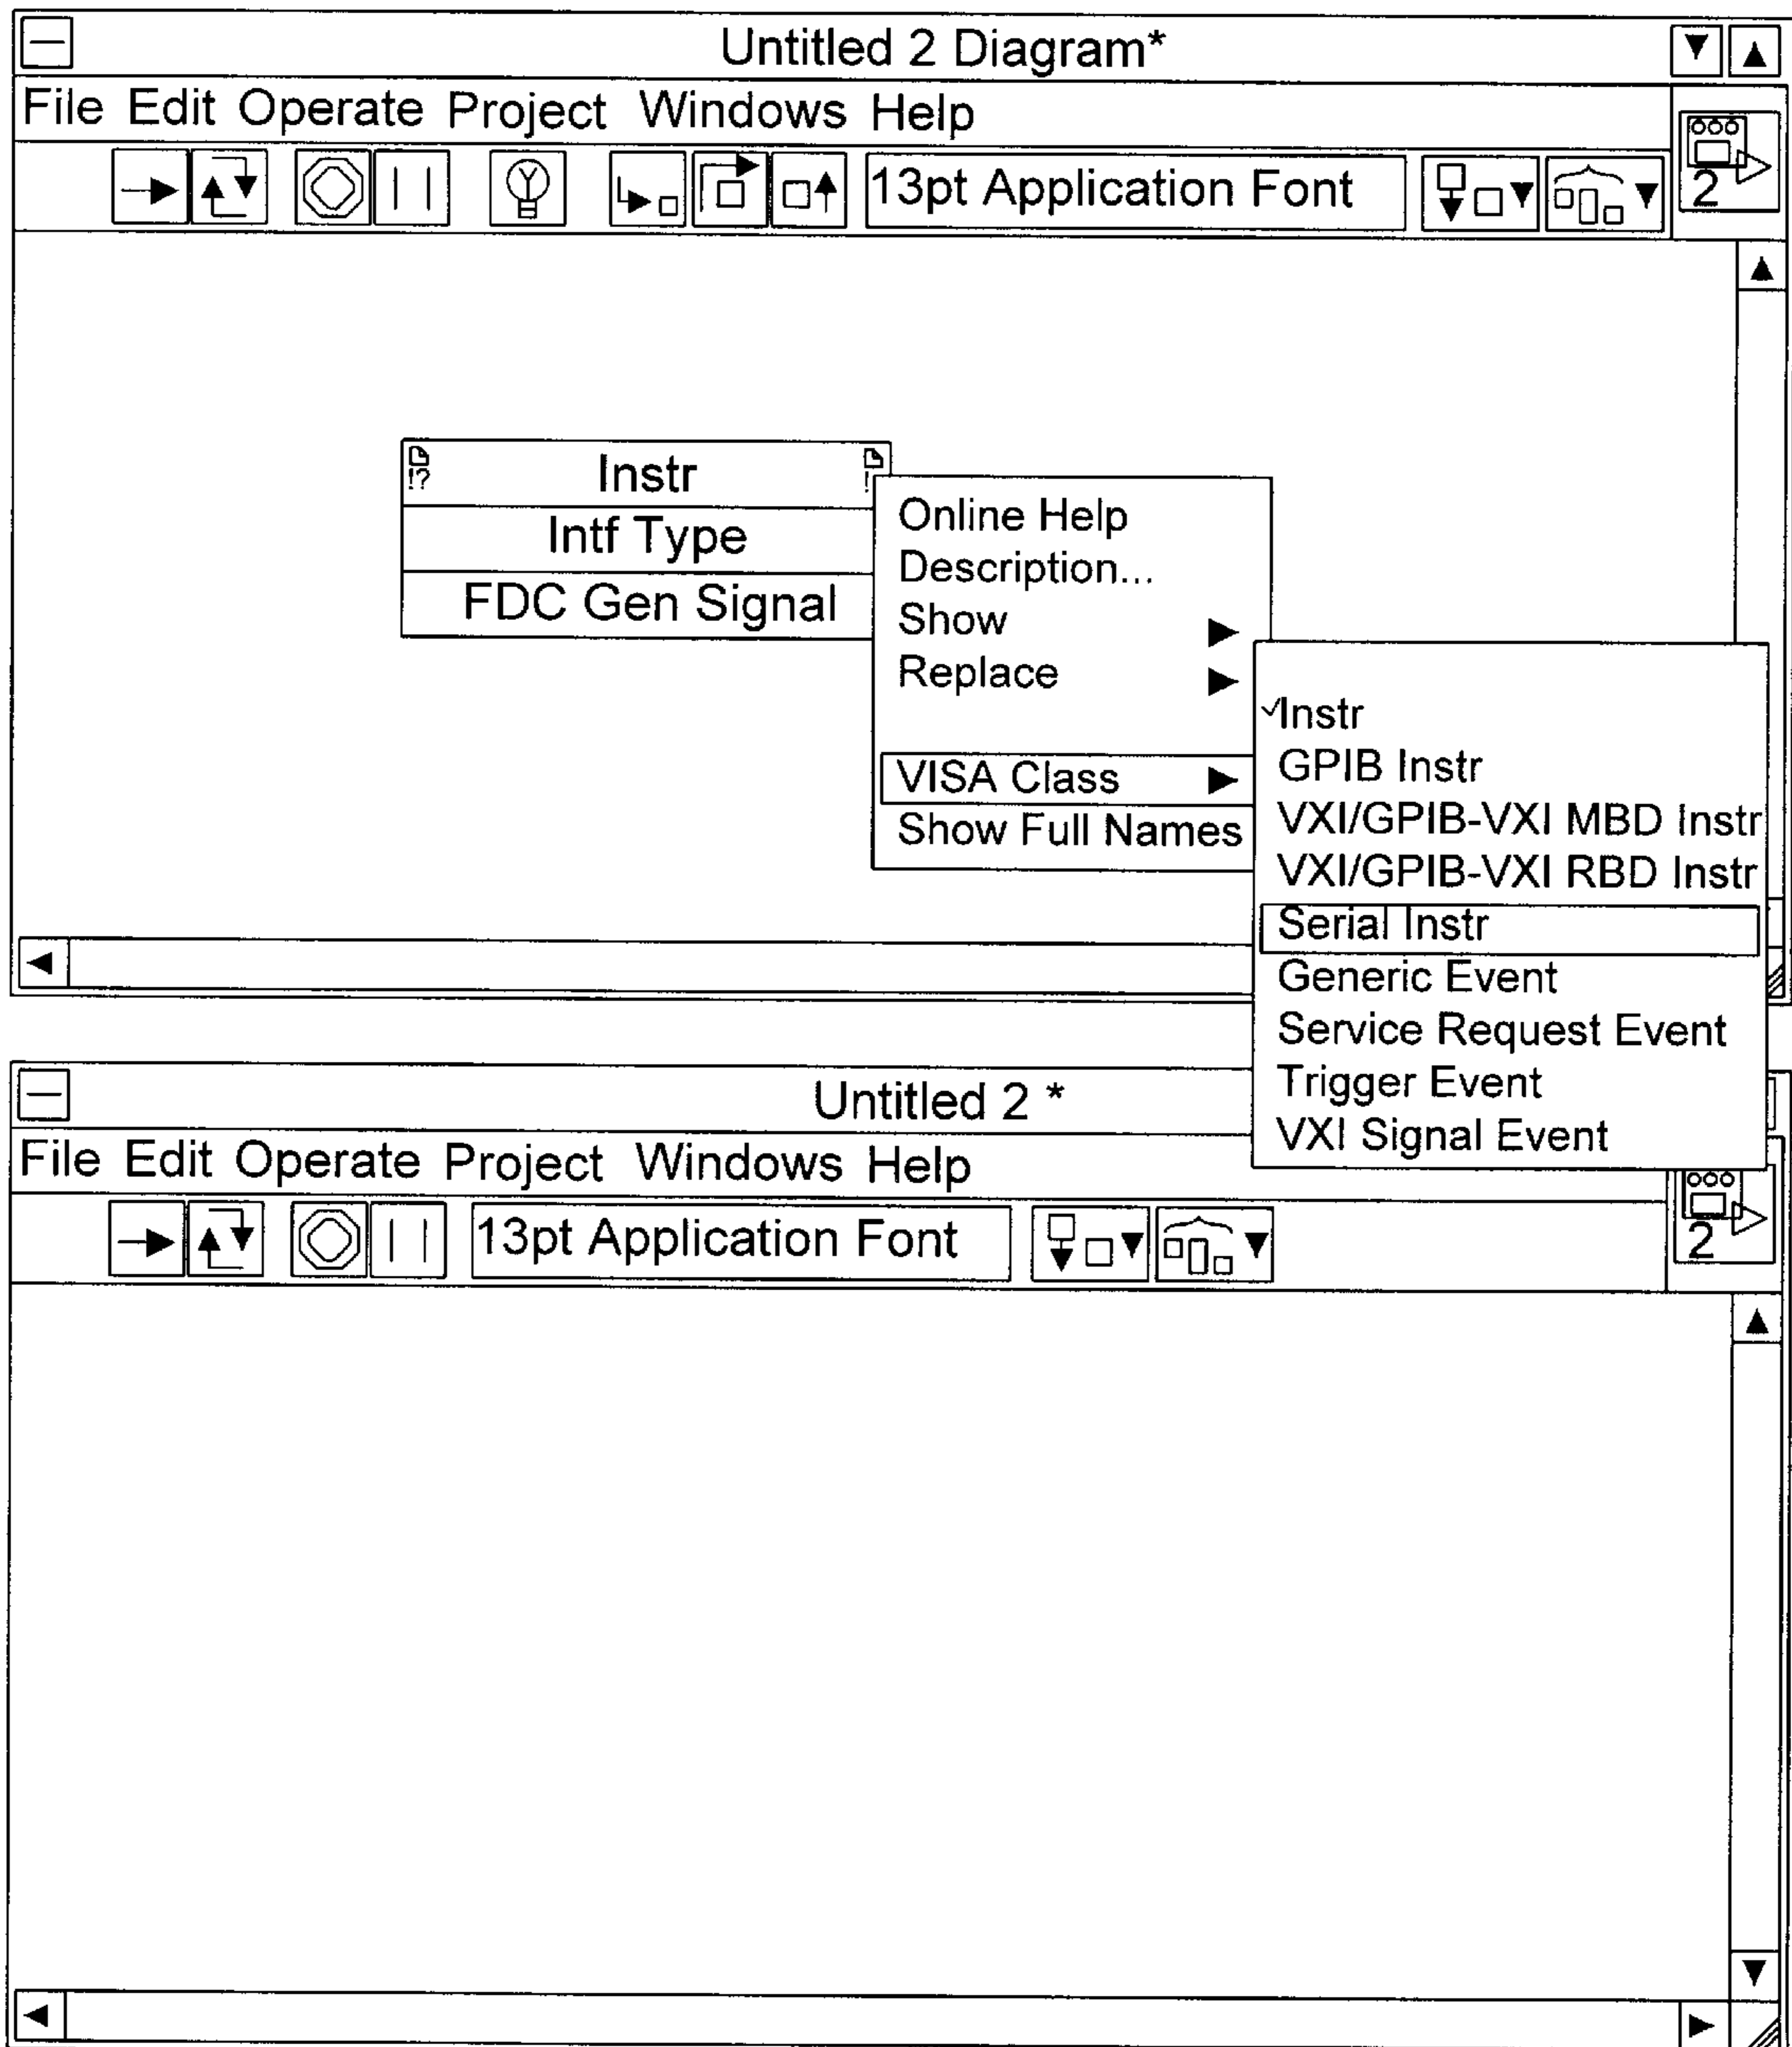 Untitled 2 Diagram*
File Edit Operate Project Windows Help
13pt Application Font
2
!? Instr !
Intf Type
FDC Gen Signal
Online Help
Description...
Show
Replace
VISA Class
Show Full Names
Instr
GPIB Instr
VXI/GPIB-VXI MBD Instr
VXI/GPIB-VXI RBD Instr
Serial Instr
Generic Event
Service Request Event
Trigger Event
VXI Signal Event
Untitled 2 *
File Edit Operate Project Windows Help
13pt Application Font
2